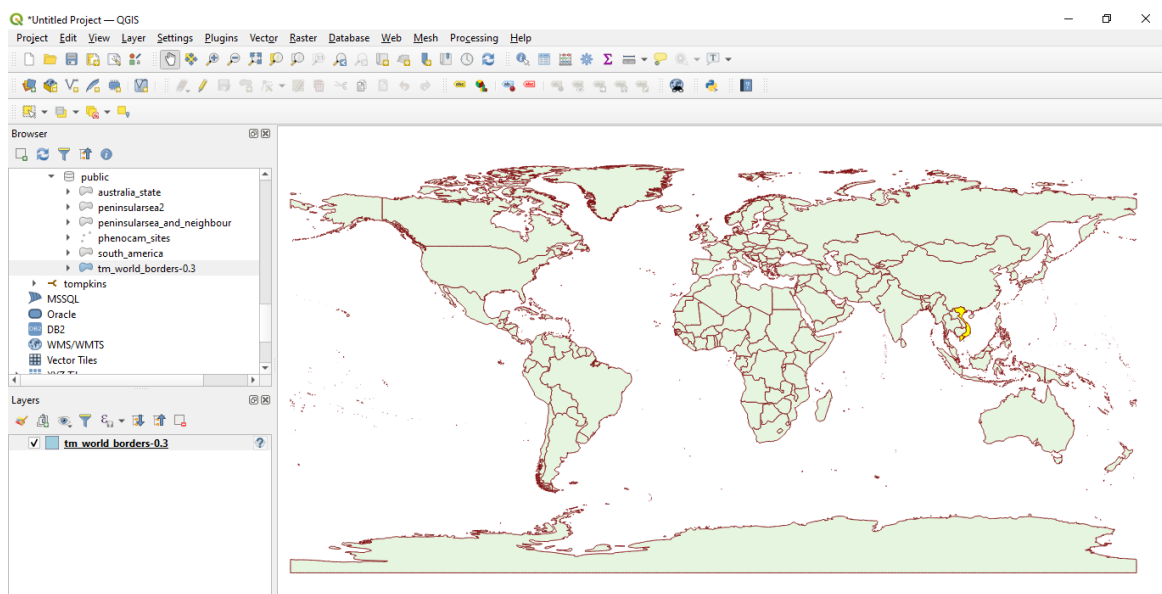 *Untitled Project — QGIS
Project Edit View Layer Settings Plugins Vector Raster Database Web Mesh Processing Help
Browser
public
australia_state
peninsularsea2
peninsularsea_and_neighbour
phenocam_sites
south_america
tm_world_borders-0.3
tompkins
MSSQL
Oracle
DB2
WMS/WMTS
Vector Tiles
Layers
tm_world_borders-0.3